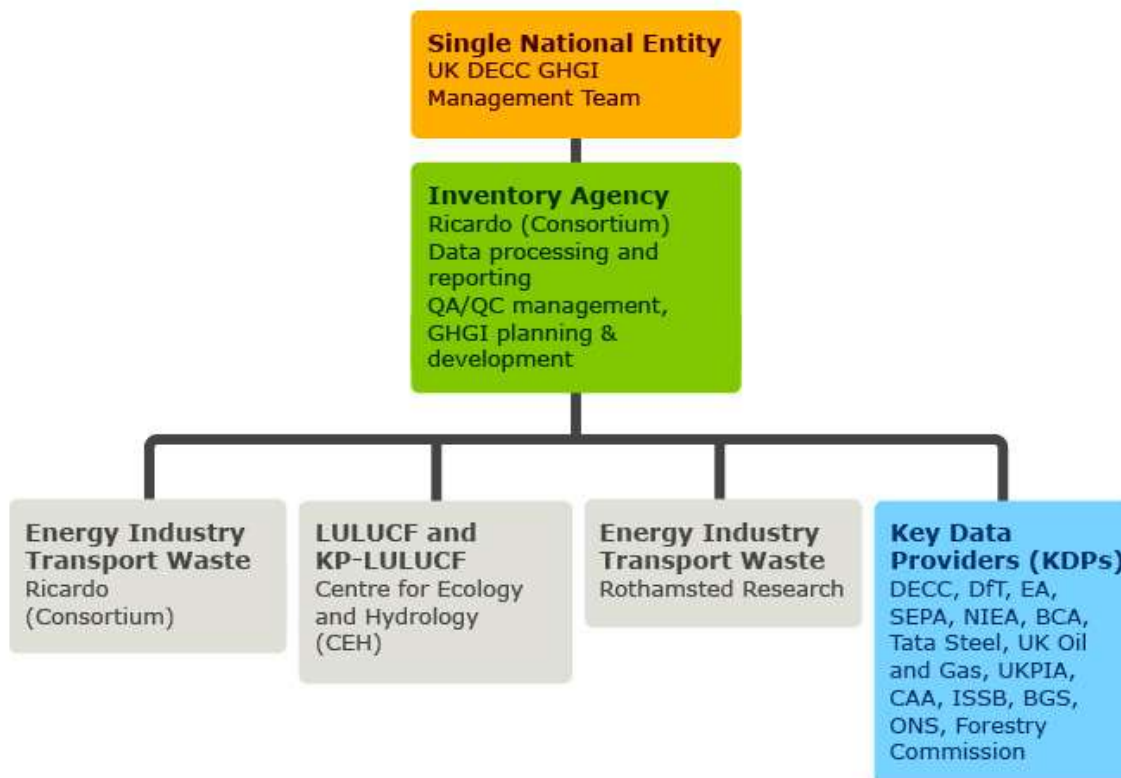 Single National Entity
UK DECC GHGI
Management Team
Inventory Agency
Ricardo (Consortium)
Data processing and
reporting
QA/QC management,
GHGI planning &
development
Energy Industry
Transport Waste
Ricardo
(Consortium)
LULUCF and
KP-LULUCF
Centre for Ecology
and Hydrology
(CEH)
Energy Industry
Transport Waste
Rothamsted Research
Key Data
Providers (KDPs)
DECC, DfT, EA,
SEPA, NIEA, BCA,
Tata Steel, UK Oil
and Gas, UKPIA,
CAA, ISSB, BGS,
ONS, Forestry
Commission